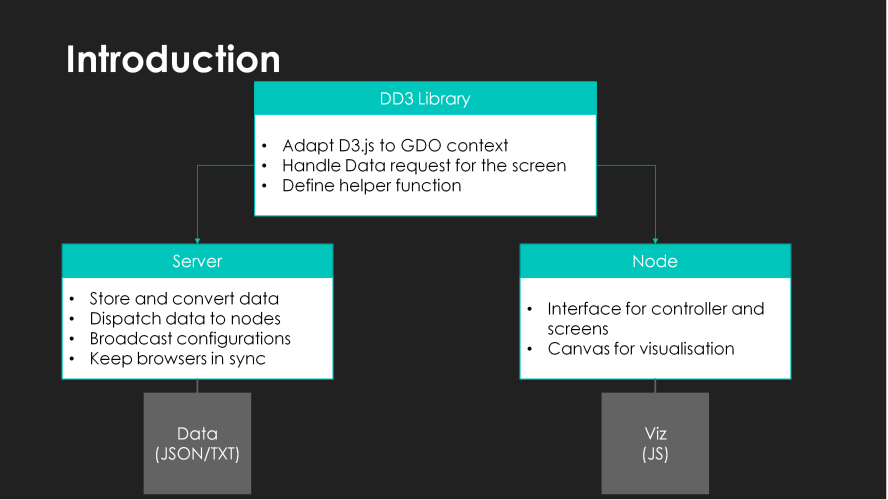 Introduction
DD3 Library
• Adapt D3.js to GDO context
• Handle Data request for the screen
• Define helper function
Server
• Store and convert data
• Dispatch data to nodes
• Broadcast configurations
• Keep browsers in sync
Node
• Interface for controller and
screens
• Canvas for visualisation
Data
(JSON/TXT)
Viz
(JS)